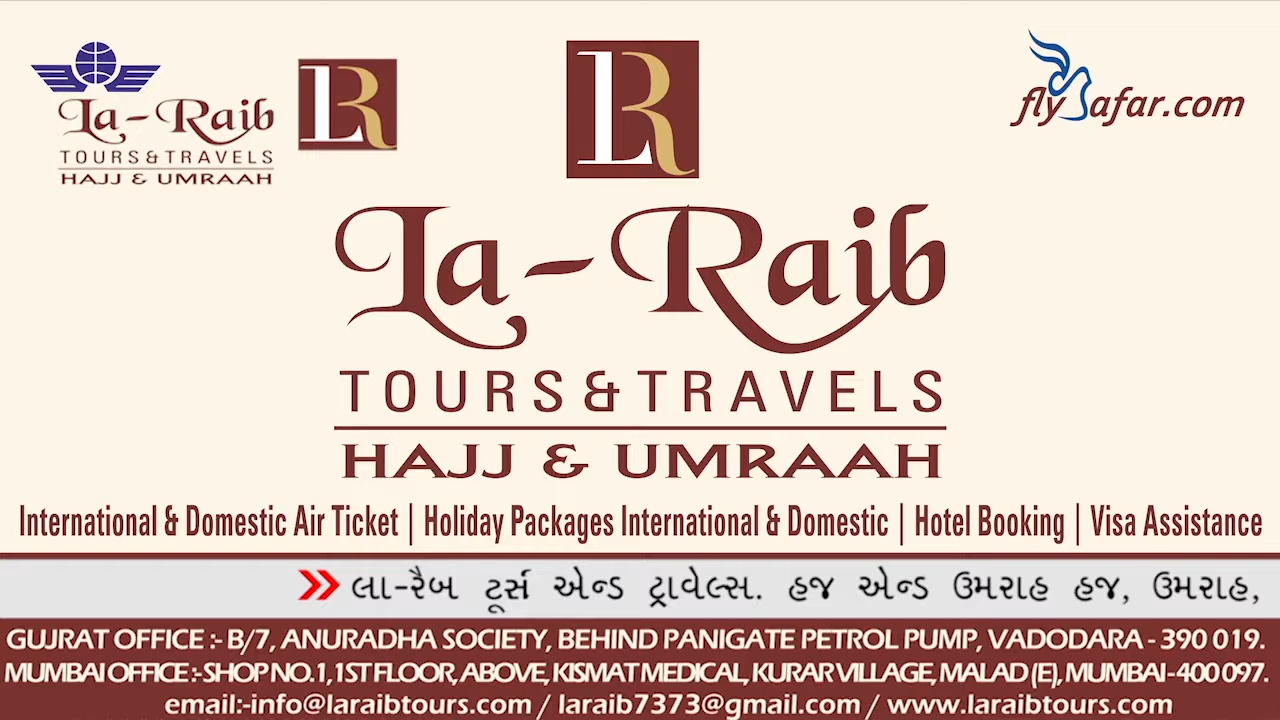 La-Raib
TOURS & TRAVELS
HAJJ & UMRAAH
LR
LR
flySafar.com
La-Raib
TOURS & TRAVELS
HAJJ & UMRAAH
International & Domestic Air Ticket | Holiday Packages International & Domestic | Hotel Booking | Visa Assistance
લા-રૈબ ટૂર્સ એન્ડ ટ્રાવેલ્સ. હજ એન્ડ ઉમરાહ હજ, ઉમરાહ,
GUJRAT OFFICE :- B/7, ANURADHA SOCIETY, BEHIND PANIGATE PETROL PUMP, VADODARA - 390 019.
MUMBAI OFFICE :- SHOP NO. 1, 1ST FLOOR, ABOVE, KISMAT MEDICAL, KURAR VILLAGE, MALAD (E), MUMBAI - 400 097.
email:-info@laraibtours.com / laraib7373@gmail.com / www.laraibtours.com